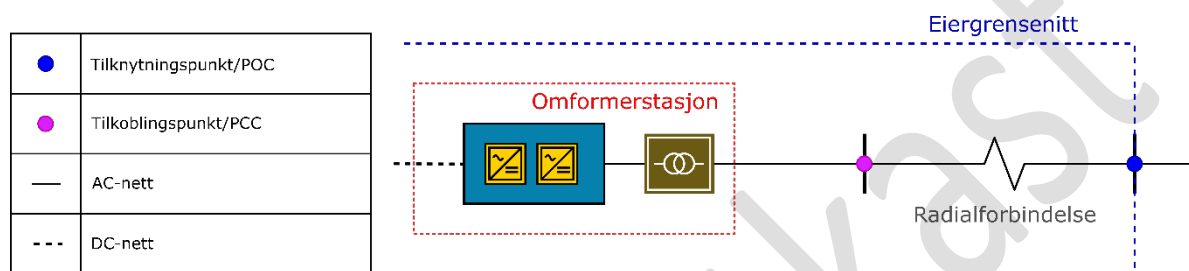 Eiergrensenitt
Tilknytningspunkt/POC
Omformerstasjon
Tilkoblingspunkt/PCC
AC-nett
Radialforbindelse
DC-nett